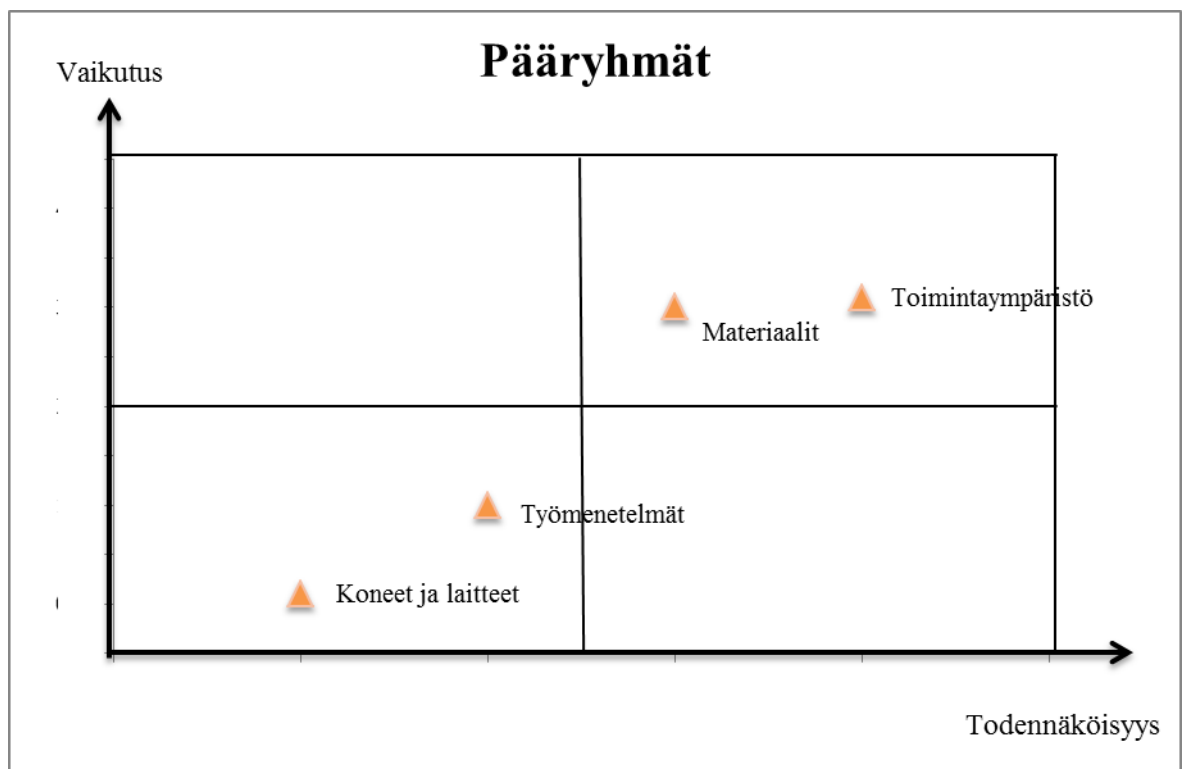 Pääryhmät
Vaikutus
Toimintaympäristö
Materiaalit
Työmenetelmät
Koneet ja laitteet
Todennäköisyys